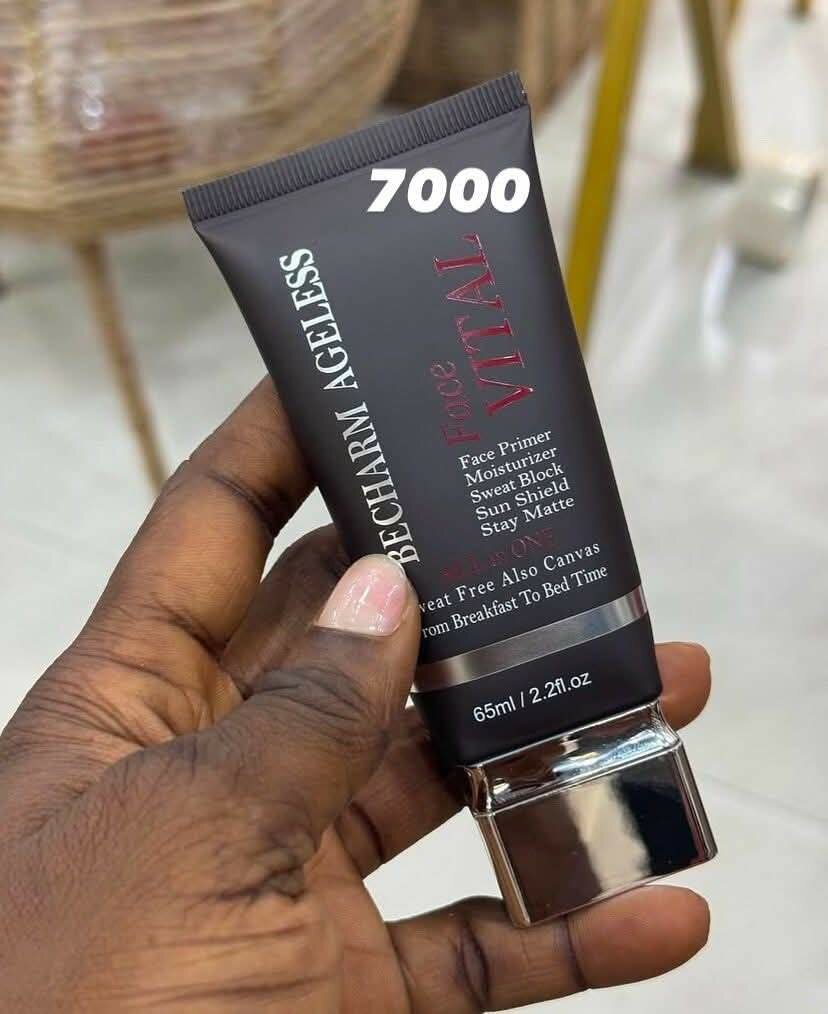 7000
BECHARM AGELESS
Face
VITAL
Face Primer
Moisturizer
Sweat Block
Sun Shield
Stay Matte
ONE
Free Also Canvas
Breakfast To Bed Time
65ml / 2.2fl.oz